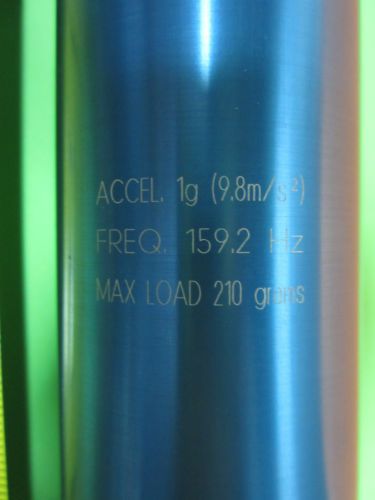 ACCEL. 1g (9.8m/s²)
FREQ. 159.2 Hz
MAX LOAD 210 grams